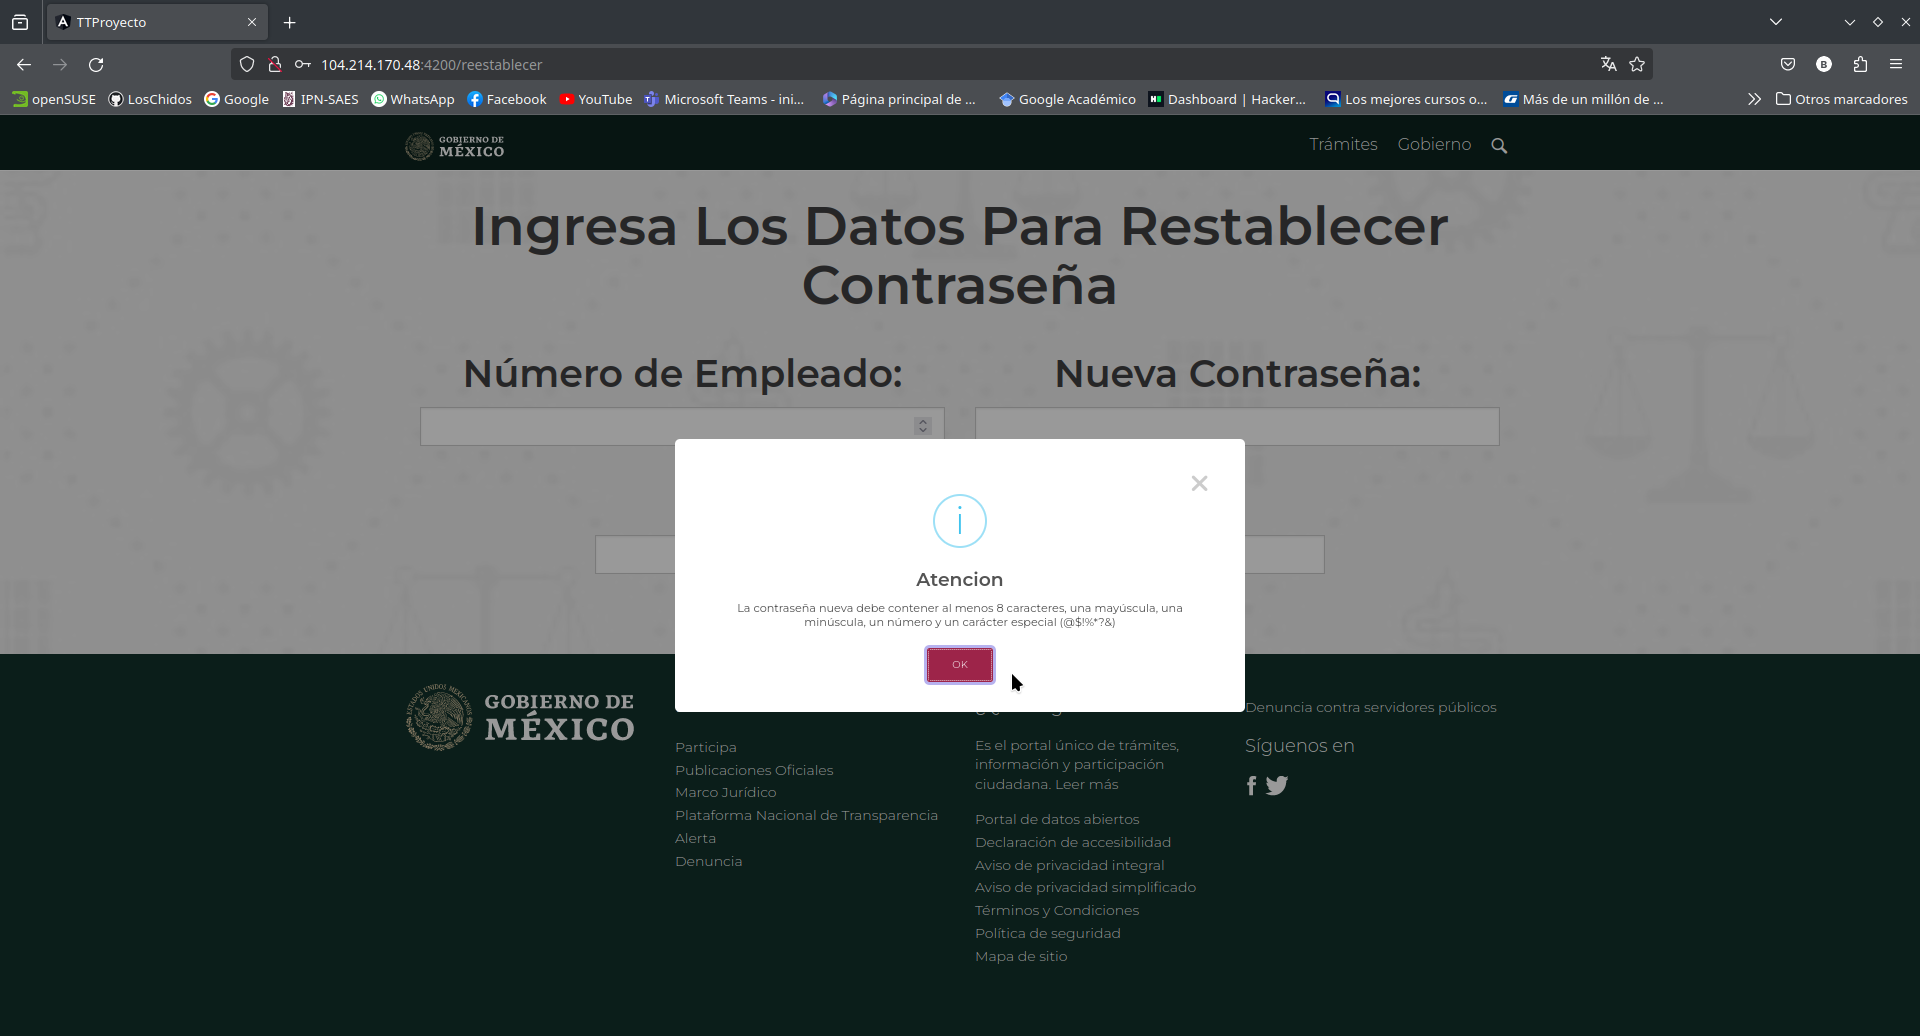 TTProyecto
104.214.170.48:4200/reestablecer
openSUSE
LosChidos
Google
IPN-SAES
WhatsApp
Facebook
YouTube
Microsoft Teams - ini...
Página principal de ...
Google Académico
Dashboard | Hacker...
Los mejores cursos o...
Más de un millón de ...
Otros marcadores
GOBIERNO DE
MÉXICO
Trámites
Gobierno
Ingresa Los Datos Para Restablecer
Contraseña
Número de Empleado:
Nueva Contraseña:
Atencion
La contraseña nueva debe contener al menos 8 caracteres, una mayúscula, una
minúscula, un número y un carácter especial (@$!%*?&)
OK
GOBIERNO DE
MÉXICO
Participa
Publicaciones Oficiales
Marco Jurídico
Plataforma Nacional de Transparencia
Alerta
Denuncia
Es el portal único de trámites,
información y participación
ciudadana. Leer más
Portal de datos abiertos
Declaración de accesibilidad
Aviso de privacidad integral
Aviso de privacidad simplificado
Términos y Condiciones
Política de seguridad
Mapa de sitio
Denuncia contra servidores públicos
Síguenos en